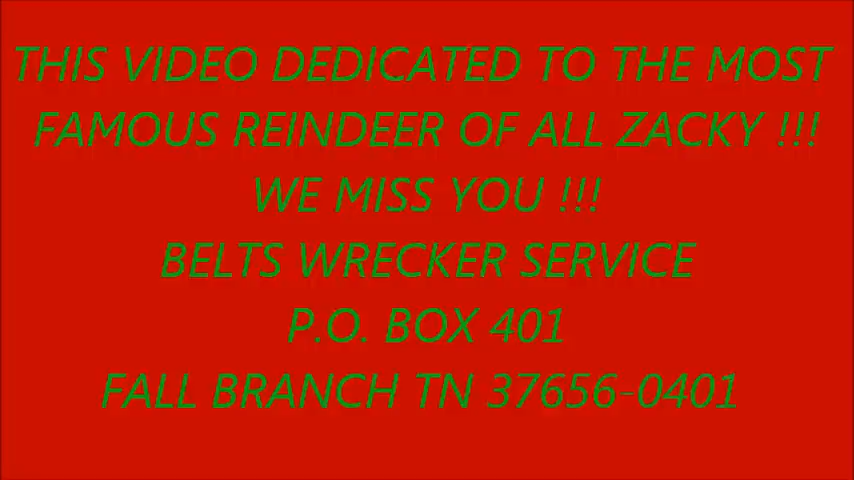 THIS VIDEO DEDICATED TO THE MOST
FAMOUS REINDEER OF ALL ZACKY !!!
WE MISS YOU !!!
BELTS WRECKER SERVICE
P.O. BOX 401
FALL BRANCH TN 37656-0401